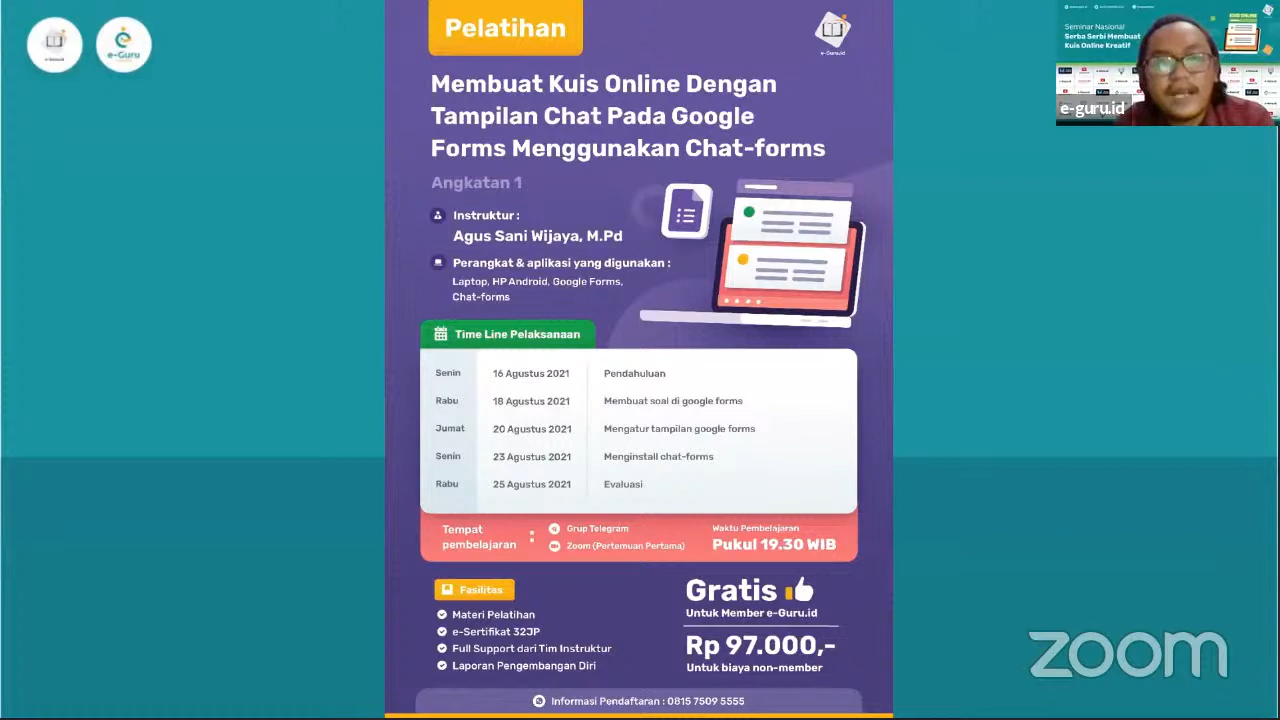 e-Guru
Pelatihan
e-Guru.id
Membuat Kuis Online Dengan
Tampilan Chat Pada Google
Forms Menggunakan Chat-forms
Angkatan 1
Instruktur :
Agus Sani Wijaya, M.Pd
Perangkat & aplikasi yang digunakan :
Laptop, HP Android, Google Forms,
Chat-forms
Time Line Pelaksanaan
Senin 16 Agustus 2021 Pendahuluan
Rabu 18 Agustus 2021 Membuat soal di google forms
Jumat 20 Agustus 2021 Mengatur tampilan google forms
Senin 23 Agustus 2021 Menginstall chat-forms
Rabu 25 Agustus 2021 Evaluasi
Tempat
pembelajaran :
Grup Telegram
Zoom (Pertemuan Pertama)
Waktu Pembelajaran
Pukul 19.30 WIB
Fasilitas
Materi Pelatihan
e-Sertifikat 32JP
Full Support dari Tim Instruktur
Laporan Pengembangan Diri
Gratis
Untuk Member e-Guru.id
Rp 97.000,-
Untuk biaya non-member
Informasi Pendaftaran : 0815 7509 5555
Seminar Nasional
Serba Serbi Membuat
Kuis Online Kreatif
e-guru.id
zoom